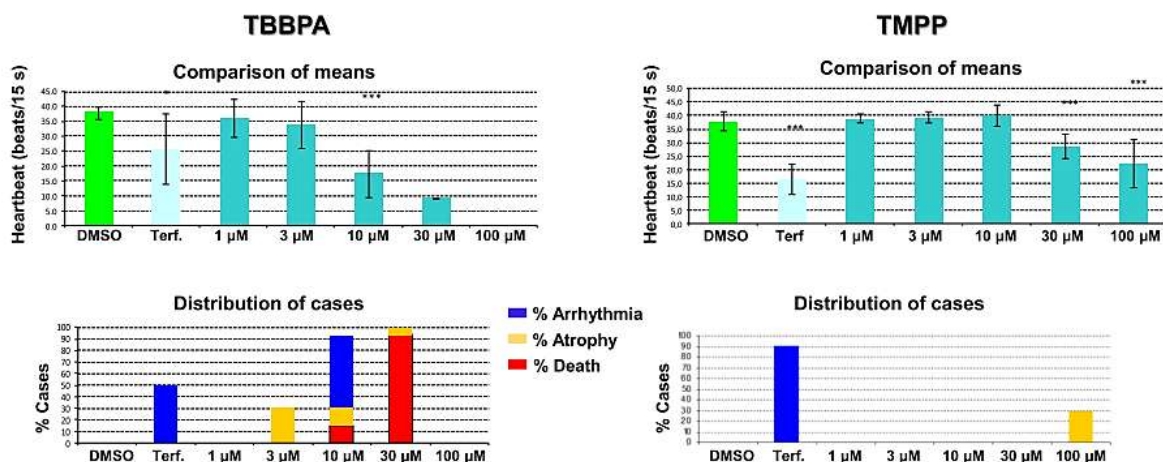 TBBPA
Comparison of means
Heartbeat (beats/15 s)
45,0
40,0
35,0
30,0
25,0
20,0
15,0
10,0
5,0
0.0
*
***
DMSO Terf. 1 µM 3 µM 10 µM 30 µM 100 µM
TMPP
Comparison of means
Heartbeat (beats/15 s)
50,0
45,0
40,0
35,0
30,0
25,0
20,0
15,0
10,0
5,0
0,0
***
***
***
DMSO Terf 1 µM 3 µM 10 µM 30 µM 100 µM
Distribution of cases
% Cases
100
90
80
70
60
50
40
30
20
10
0
DMSO Terf. 1 µM 3 µM 10 µM 30 µM 100 µM
% Arrhythmia
% Atrophy
% Death
Distribution of cases
% Cases
100
90
80
70
60
50
40
30
20
10
0
DMSO Terf. 1 µM 3 µM 10 µM 30 µM 100 µM